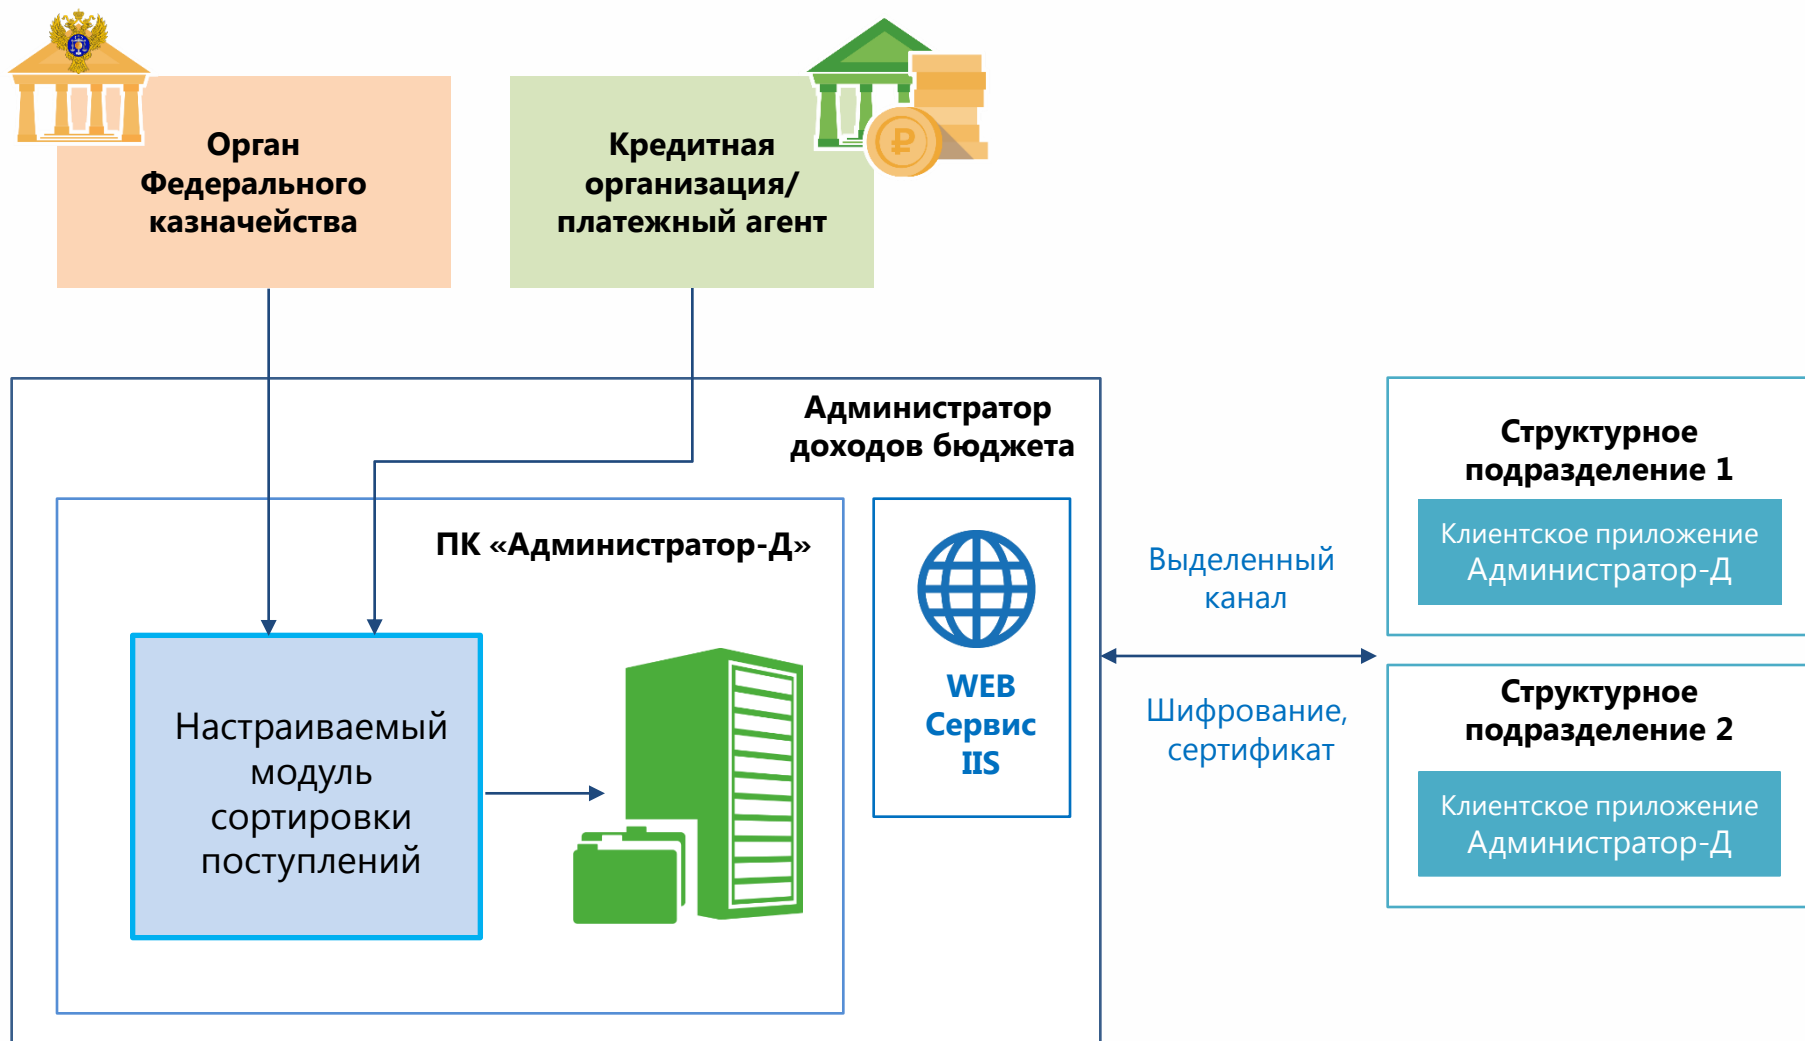 Орган
Федерального
казначейства
Кредитная
организация/
платежный агент
Администратор
доходов бюджета
ПК «Администратор-Д»
Настраиваемый
модуль
сортировки
поступлений
WEB
Сервис
IIS
Выделенный
канал
Шифрование,
сертификат
Структурное
подразделение 1
Клиентское приложение
Администратор-Д
Структурное
подразделение 2
Клиентское приложение
Администратор-Д